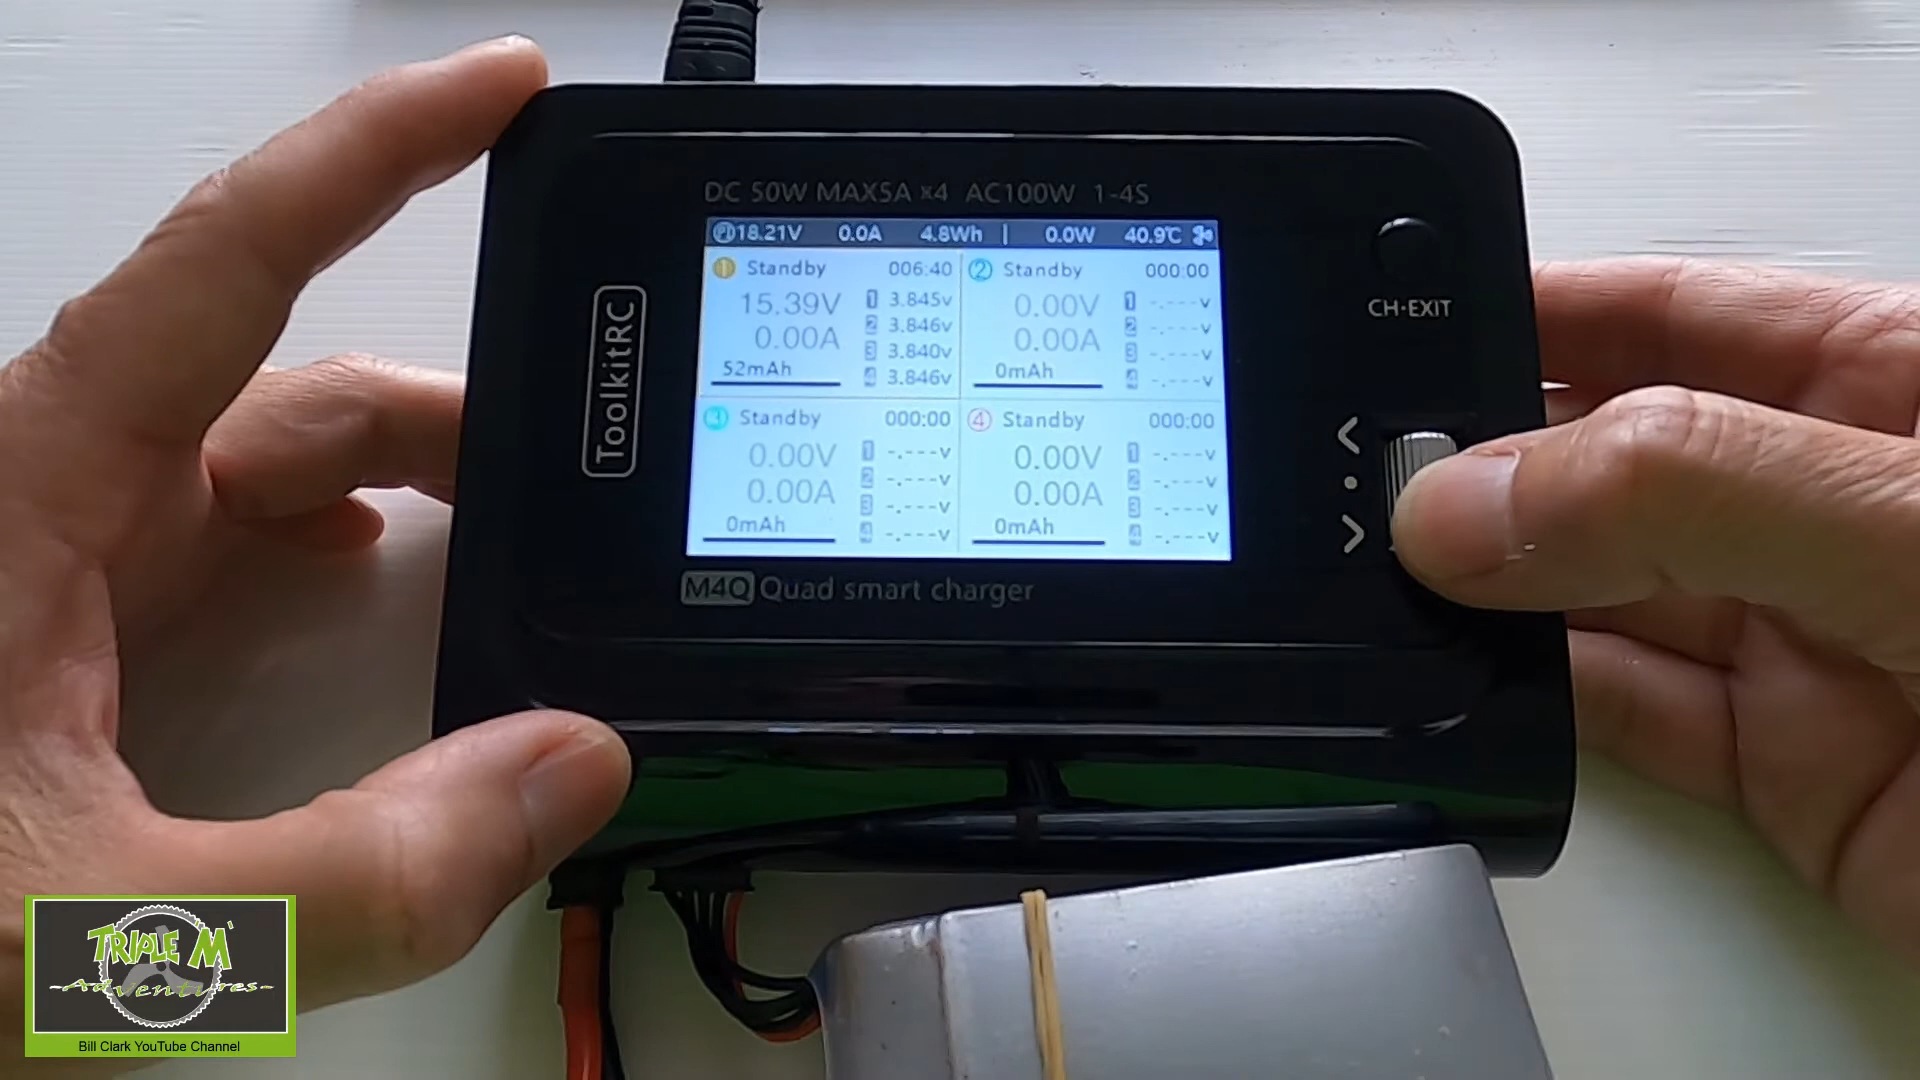 DC 50W MAX5A ×4 AC100W 1-4S
18.21V 0.0A 4.8Wh | 0.0W 40.9℃
1 Standby 006:40
15.39V
0.00A
52mAh
1 3.845v
2 3.846v
3 3.840v
4 3.846v
2 Standby 000:00
0.00V
0.00A
0mAh
1 -.---v
2 -.---v
3 -.---v
4 -.---v
3 Standby 000:00
0.00V
0.00A
0mAh
1 -.---v
2 -.---v
3 -.---v
4 -.---v
4 Standby 000:00
0.00V
0.00A
0mAh
1 -.---v
2 -.---v
3 -.---v
4 -.---v
ToolkitRC
CH·EXIT
M4Q Quad smart charger
TRIPLE M'
-Adventures-
Bill Clark YouTube Channel